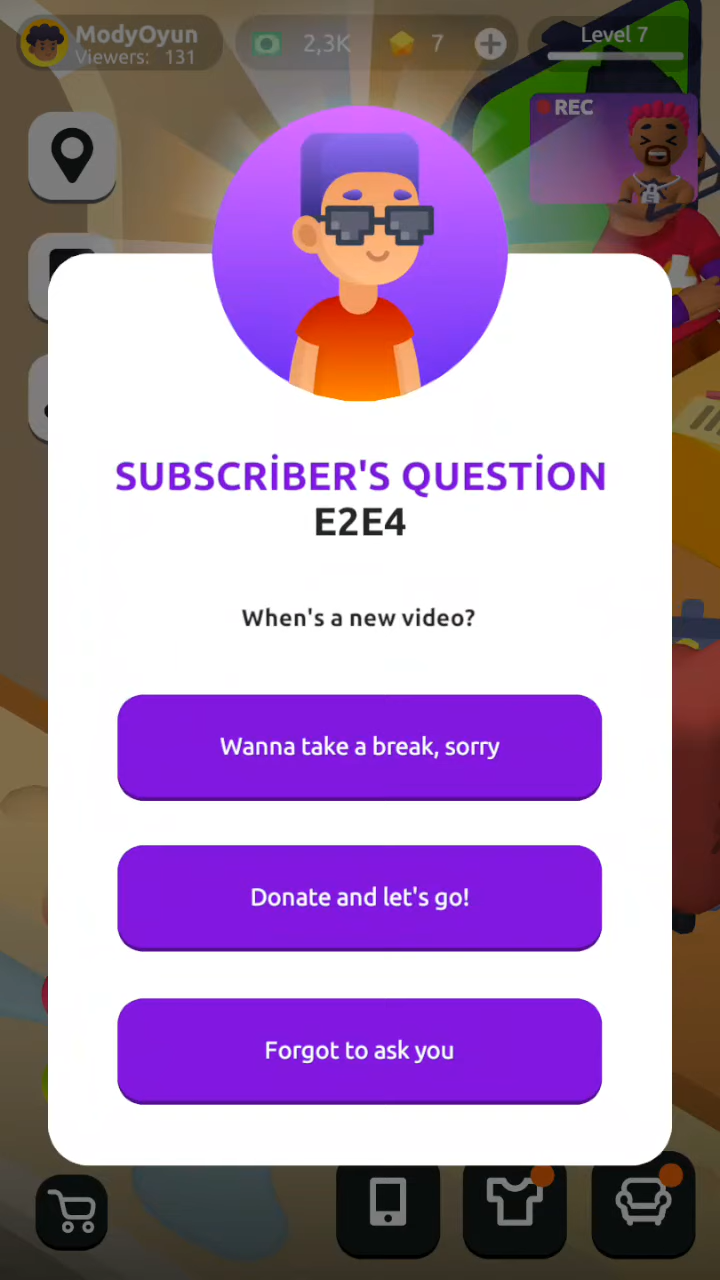 ModyOyun
Viewers: 131
2,3K
7
Level 7
REC
SUBSCRİBER'S QUESTİON
E2E4
When's a new video?
Wanna take a break, sorry
Donate and let's go!
Forgot to ask you